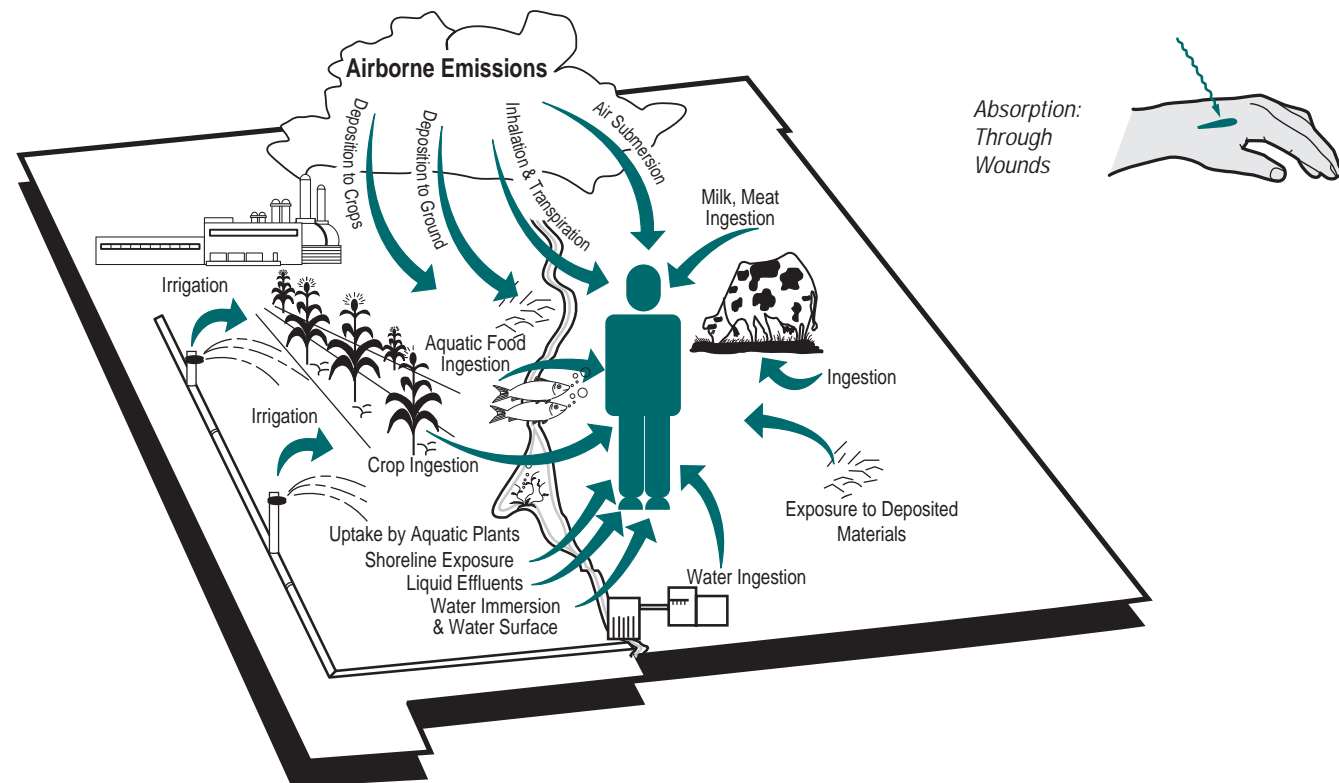 Airborne Emissions
Deposition to Crops
Deposition to Ground
Inhalation & Transpiration
Air Submersion
Absorption:
Through
Wounds
Milk, Meat
Ingestion
Irrigation
Aquatic Food
Ingestion
Ingestion
Irrigation
Crop Ingestion
Exposure to Deposited
Materials
Uptake by Aquatic Plants
Shoreline Exposure
Liquid Effluents
Water Immersion
& Water Surface
Water Ingestion